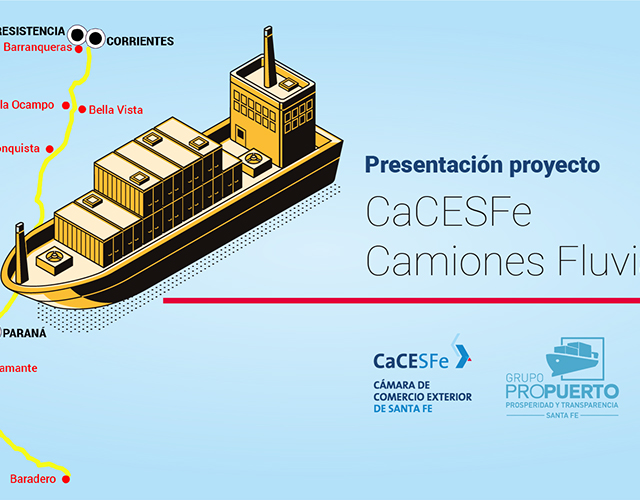 RESISTENCIA
CORRIENTES
Barranqueras
la Ocampo
Bella Vista
onquista
Presentación proyecto
CaCESFe
Camiones Fluvi
PARANÁ
amante
CaCESFe
CÁMARA DE
COMERCIO EXTERIOR
DE SANTA FE
GRUPO
PROPUERTO
PROSPERIDAD Y TRANSPARENCIA
SANTA FE
Baradero